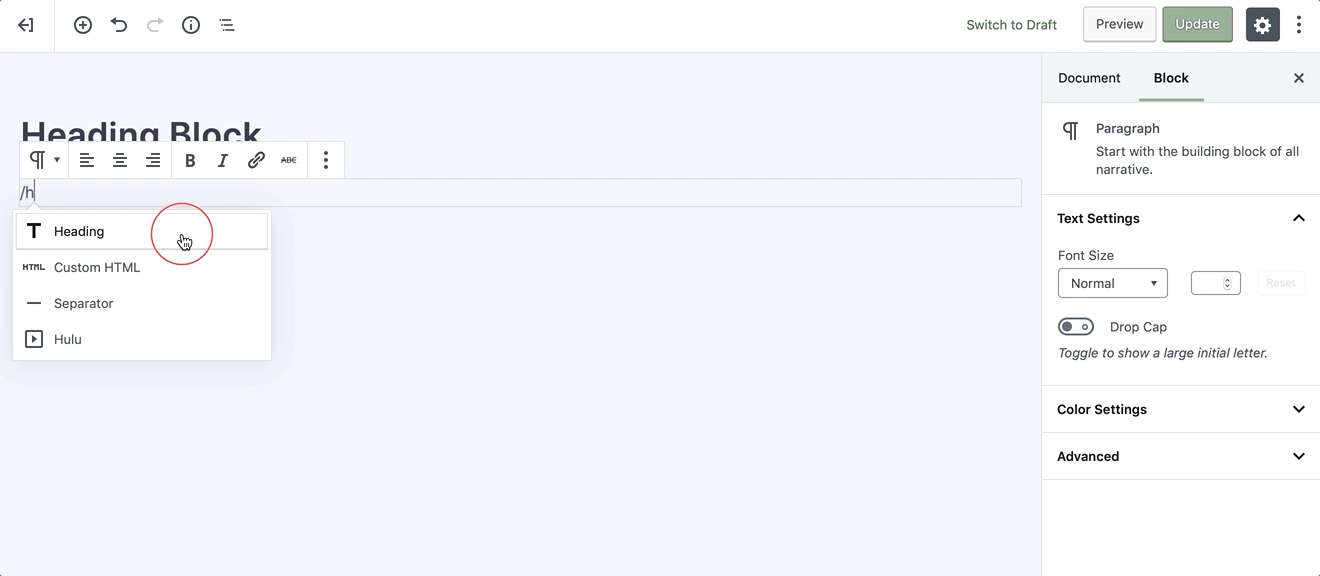 Switch to Draft
Preview
Update
Document
Block
Heading Block
B
I
ABC
/h
Heading
HTML Custom HTML
Separator
Hulu
Paragraph
Start with the building block of all
narrative.
Text Settings
Font Size
Normal
Reset
Drop Cap
Toggle to show a large initial letter.
Color Settings
Advanced